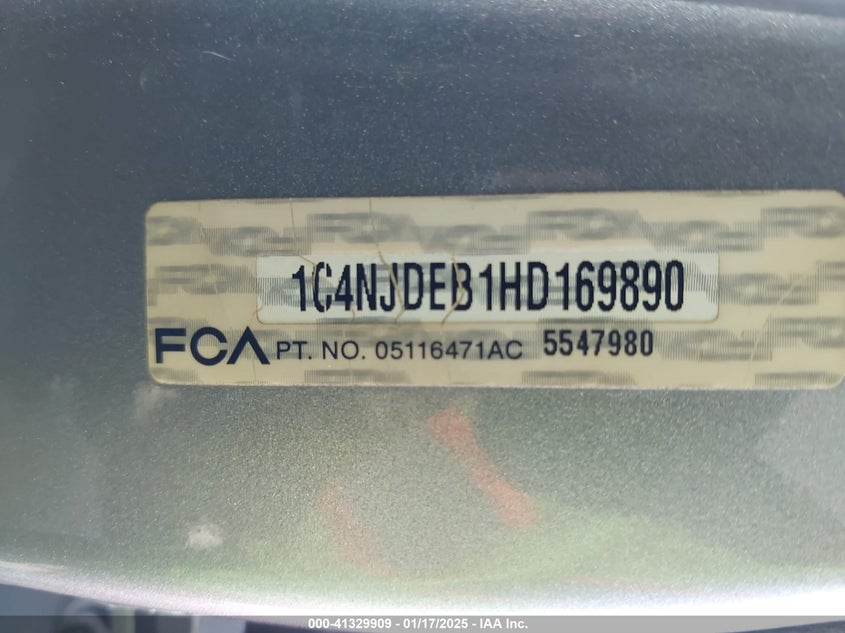 1C4NJDEB1HD169890
FCA PT. NO. 05116471AC 5547980
000-41329909 - 01/17/2025 - IAA Inc.